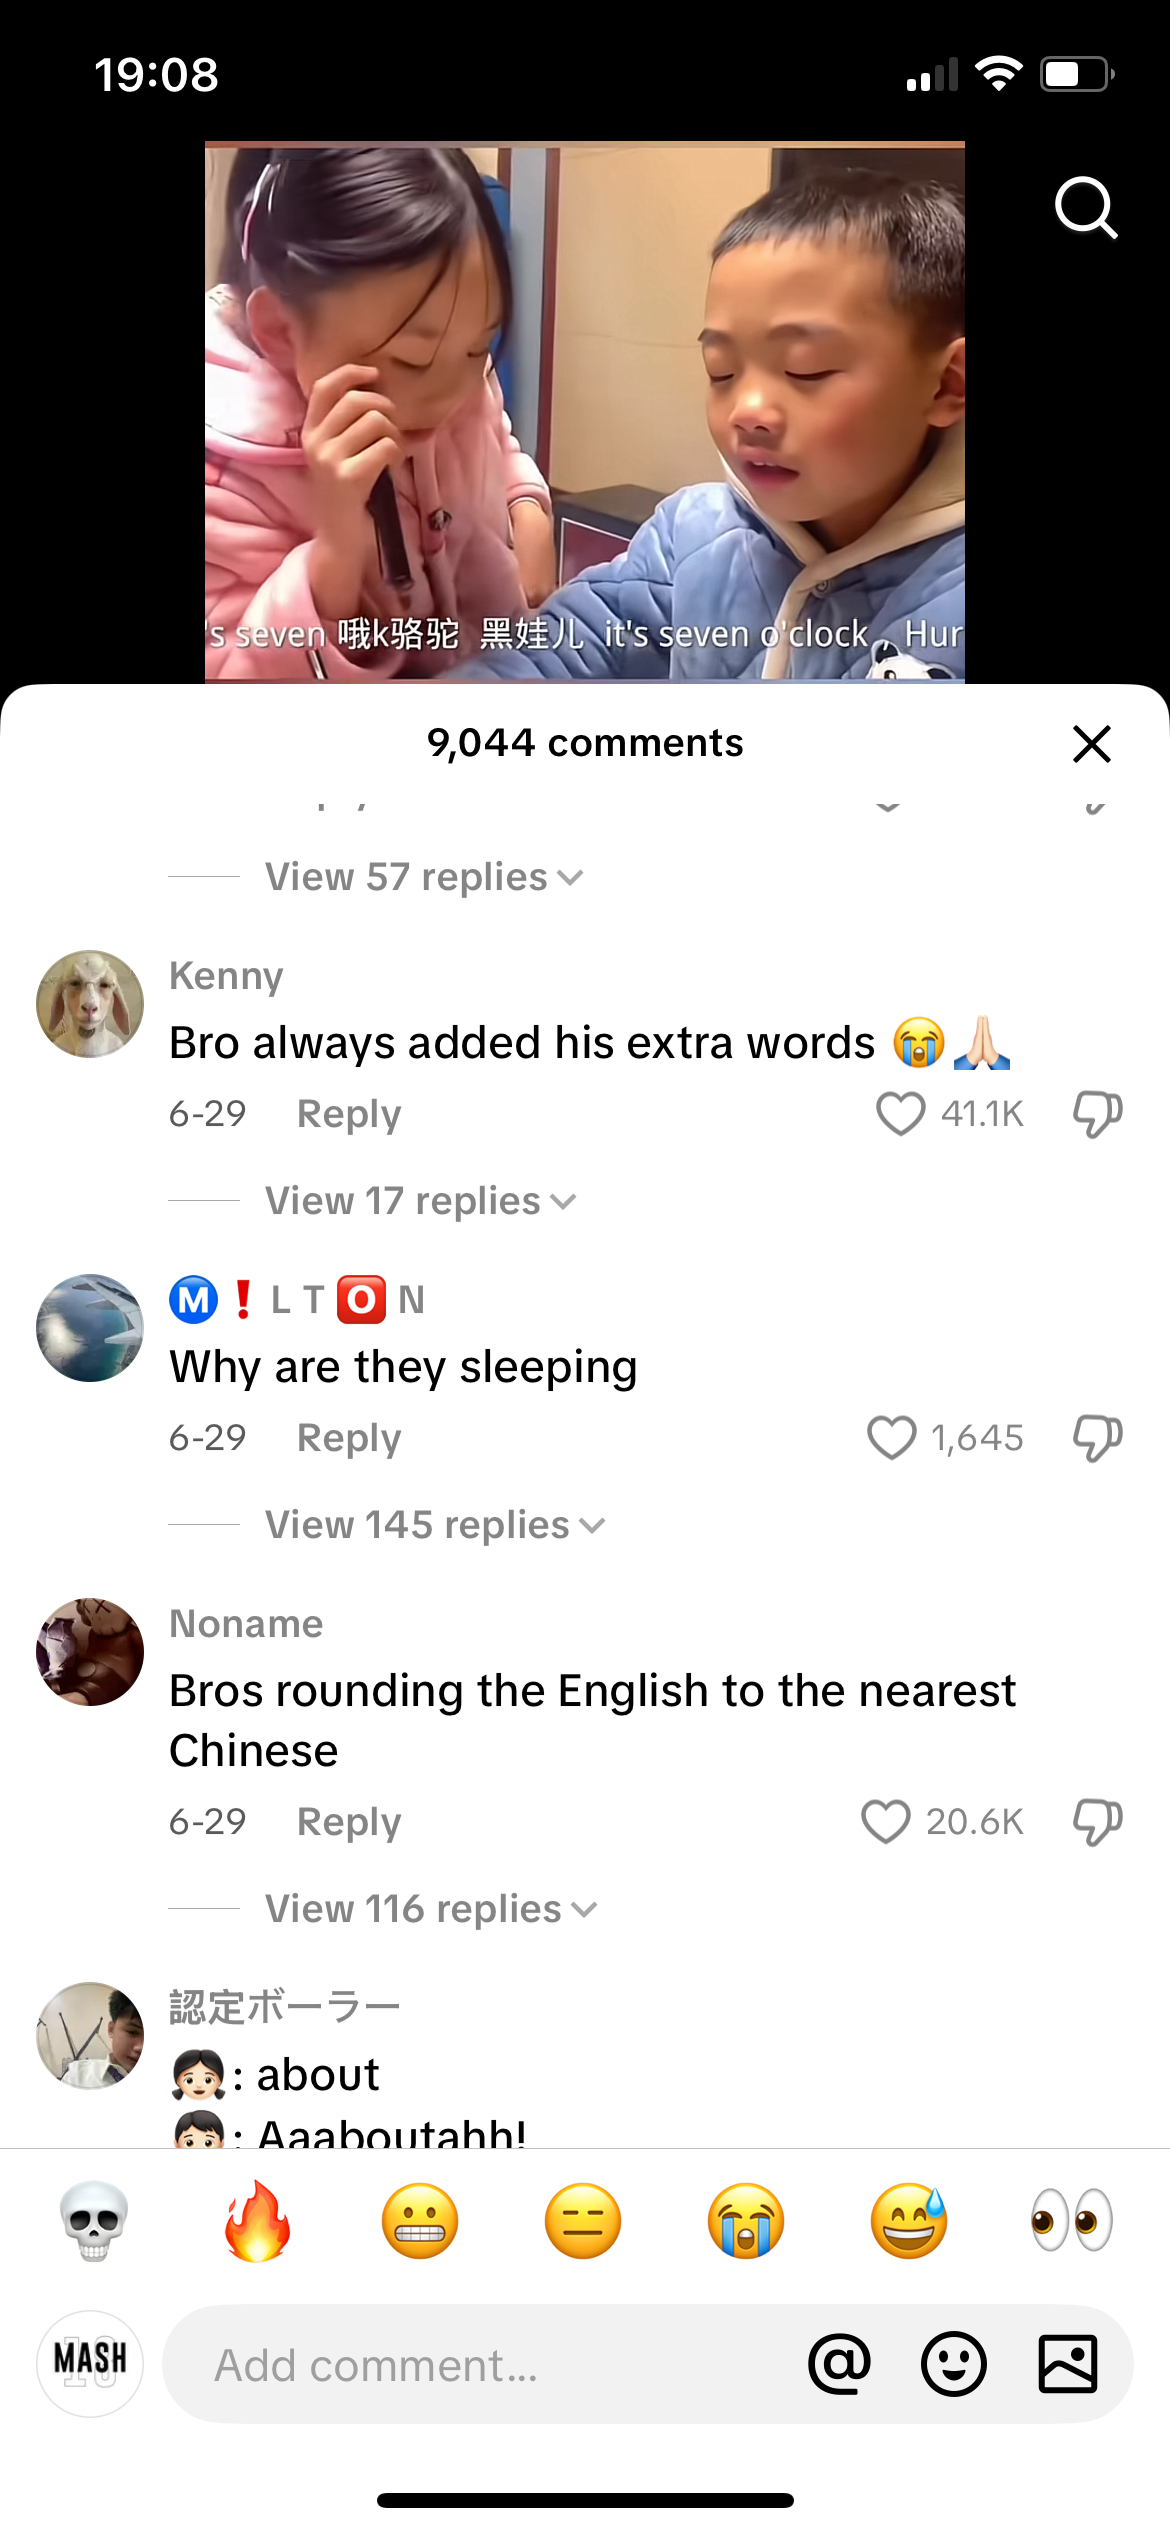 19:08
's seven 哦k骆驼 黑娃儿 it's seven o'clock , Hur
9,044 comments
View 57 replies
Kenny
Bro always added his extra words 😭🙏🏻
6-29 Reply 41.1K
View 17 replies
Ⓜ️❗L T 🅾️ N
Why are they sleeping
6-29 Reply 1,645
View 145 replies
Noname
Bros rounding the English to the nearest
Chinese
6-29 Reply 20.6K
View 116 replies
認定ボーラー
👧🏻: about
👦🏻: Aaaboutahh!
MASH
Add comment...